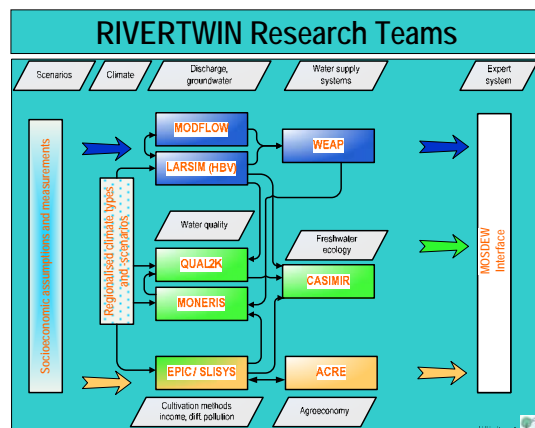 RIVERTWIN Research Teams
Scenarios
Climate
Discharge,
groundwater
Water supply
systems
Expert
system
MODFLOW
LARSIM (HBV)
WEAP
Socioeconomic assumptions and measurements
Regionalised climate types
and -scenarios
Water quality
Freshwater
ecology
QUAL2K
MONERIS
CASIMIR
MOSDEW
Interface
EPIC / SLISYS
ACRE
Cultivation methods
income, diff. pollution
Agroeconomy